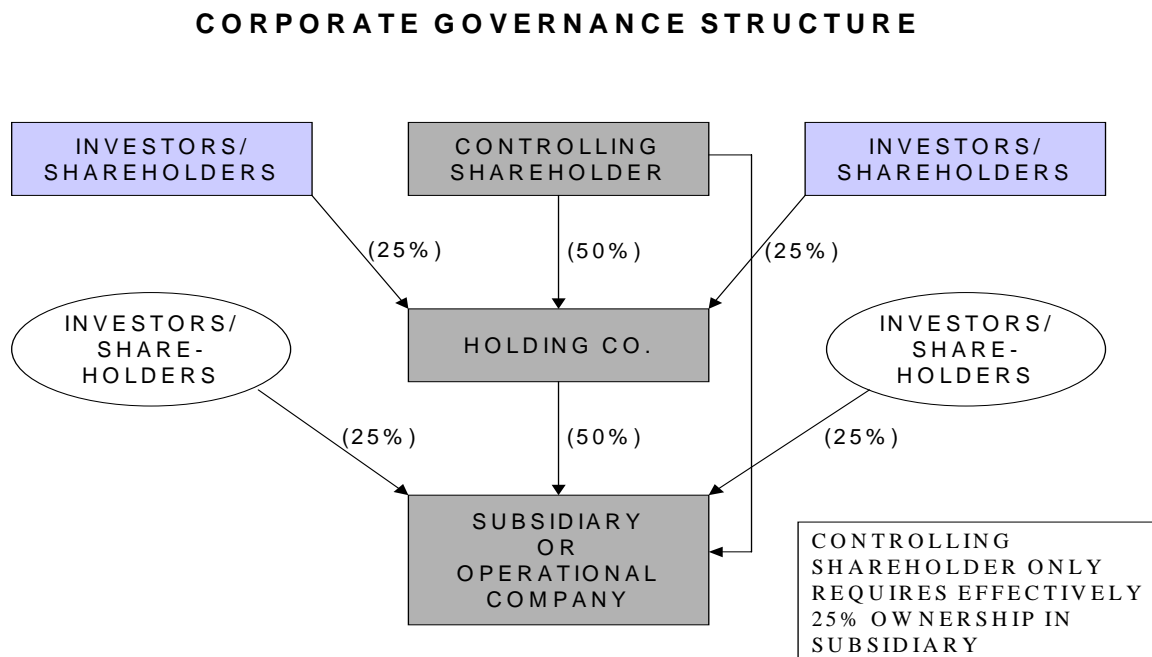 CORPORATE GOVERNANCE STRUCTURE
INVESTORS/
SHAREHOLDERS
CONTROLLING
SHAREHOLDER
INVESTORS/
SHAREHOLDERS
(25%)
(50%)
(25%)
INVESTORS/
SHARE-
HOLDERS
HOLDING CO.
INVESTORS/
SHARE-
HOLDERS
(25%)
(50%)
(25%)
SUBSIDIARY
OR
OPERATIONAL
COMPANY
CONTROLLING
SHAREHOLDER ONLY
REQUIRES EFFECTIVELY
25% OWNERSHIP IN
SUBSIDIARY